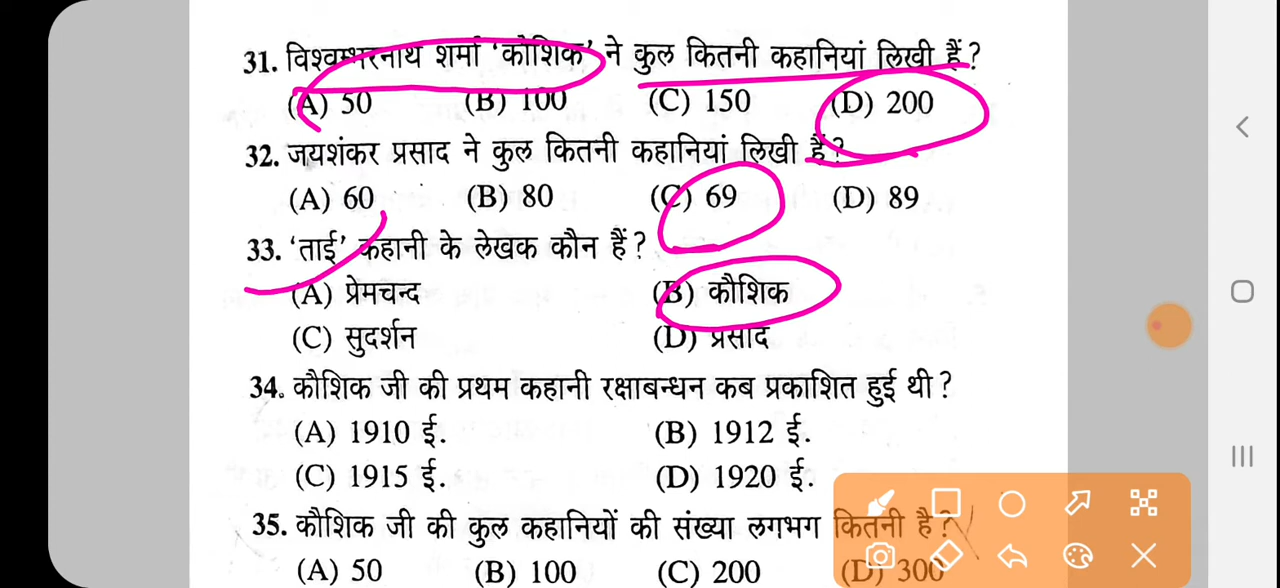 31. विश्वम्भरनाथ शर्मा ‘कौशिक’ ने कुल कितनी कहानियां लिखी हैं?
(A) 50 (B) 100 (C) 150 (D) 200
32. जयशंकर प्रसाद ने कुल कितनी कहानियां लिखी हैं?
(A) 60 (B) 80 (C) 69 (D) 89
33. ‘ताई’ कहानी के लेखक कौन हैं?
(A) प्रेमचन्द (B) कौशिक
(C) सुदर्शन (D) प्रसाद
34. कौशिक जी की प्रथम कहानी रक्षाबन्धन कब प्रकाशित हुई थी?
(A) 1910 ई. (B) 1912 ई.
(C) 1915 ई. (D) 1920 ई.
35. कौशिक जी की कुल कहानियों की संख्या लगभग कितनी है?
(A) 50 (B) 100 (C) 200 (D) 300